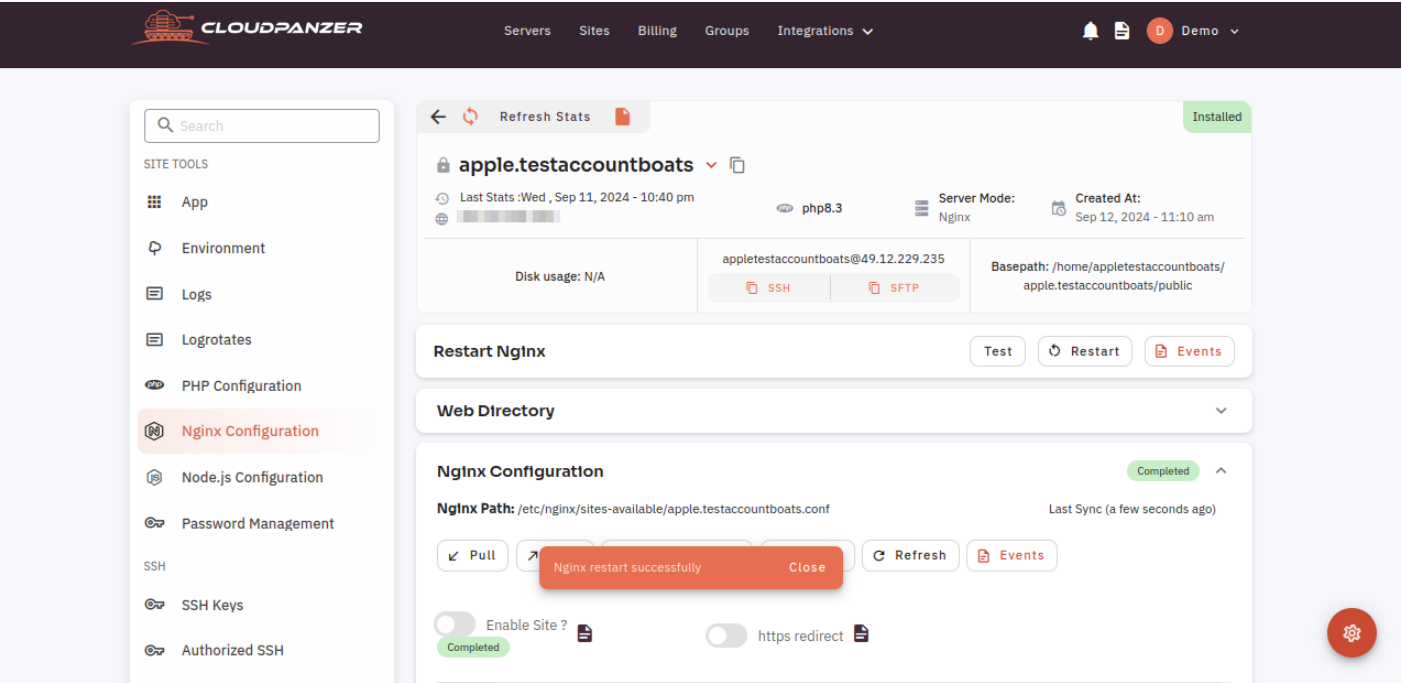 CLOUDPANZER
Servers Sites Billing Groups Integrations
D Demo
Search
SITE TOOLS
App
Environment
Logs
Logrotates
PHP Configuration
Nginx Configuration
Node.js Configuration
Password Management
SSH
SSH Keys
Authorized SSH
Refresh Stats
Installed
apple.testaccountboats
Last Stats :Wed , Sep 11, 2024 - 10:40 pm
php php8.3
Server Mode:
Nginx
Created At:
Sep 12, 2024 - 11:10 am
Disk usage: N/A
appletestaccountboats@49.12.229.235
SSH SFTP
Basepath: /home/appletestaccountboats/
apple.testaccountboats/public
Restart Nginx
Test Restart Events
Web Directory
Nginx Configuration
Completed
Nginx Path: /etc/nginx/sites-available/apple.testaccountboats.conf
Last Sync (a few seconds ago)
Pull
Refresh Events
Nginx restart successfully Close
Enable Site ?
Completed
https redirect